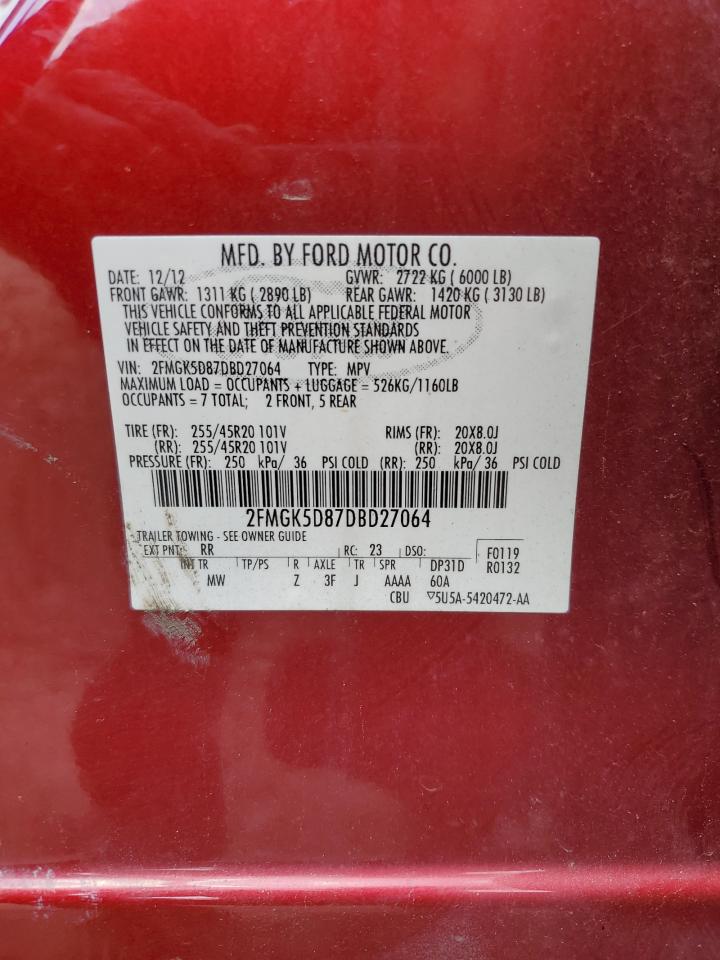 MFD. BY FORD MOTOR CO.
DATE: 12/12 GVWR: 2722 KG ( 6000 LB)
FRONT GAWR: 1311 KG ( 2890 LB) REAR GAWR: 1420 KG ( 3130 LB)
THIS VEHICLE CONFORMS TO ALL APPLICABLE FEDERAL MOTOR
VEHICLE SAFETY AND THEFT PREVENTION STANDARDS
IN EFFECT ON THE DATE OF MANUFACTURE SHOWN ABOVE.
VIN: 2FMGK5D87DBD27064 TYPE: MPV
MAXIMUM LOAD = OCCUPANTS + LUGGAGE = 526KG/1160LB
OCCUPANTS = 7 TOTAL; 2 FRONT, 5 REAR
TIRE (FR): 255/45R20 101V RIMS (FR): 20X8.0J
(RR): 255/45R20 101V (RR): 20X8.0J
PRESSURE (FR): 250 kPa/ 36 PSI COLD (RR): 250 kPa/ 36 PSI COLD
2FMGK5D87DBD27064
TRAILER TOWING - SEE OWNER GUIDE
EXT PNT: RR RC: 23 DSO: F0119
INT TR TP/PS R AXLE TR SPR DP31D R0132
MW Z 3F J AAAA 60A
CBU ▽5U5A-5420472-AA